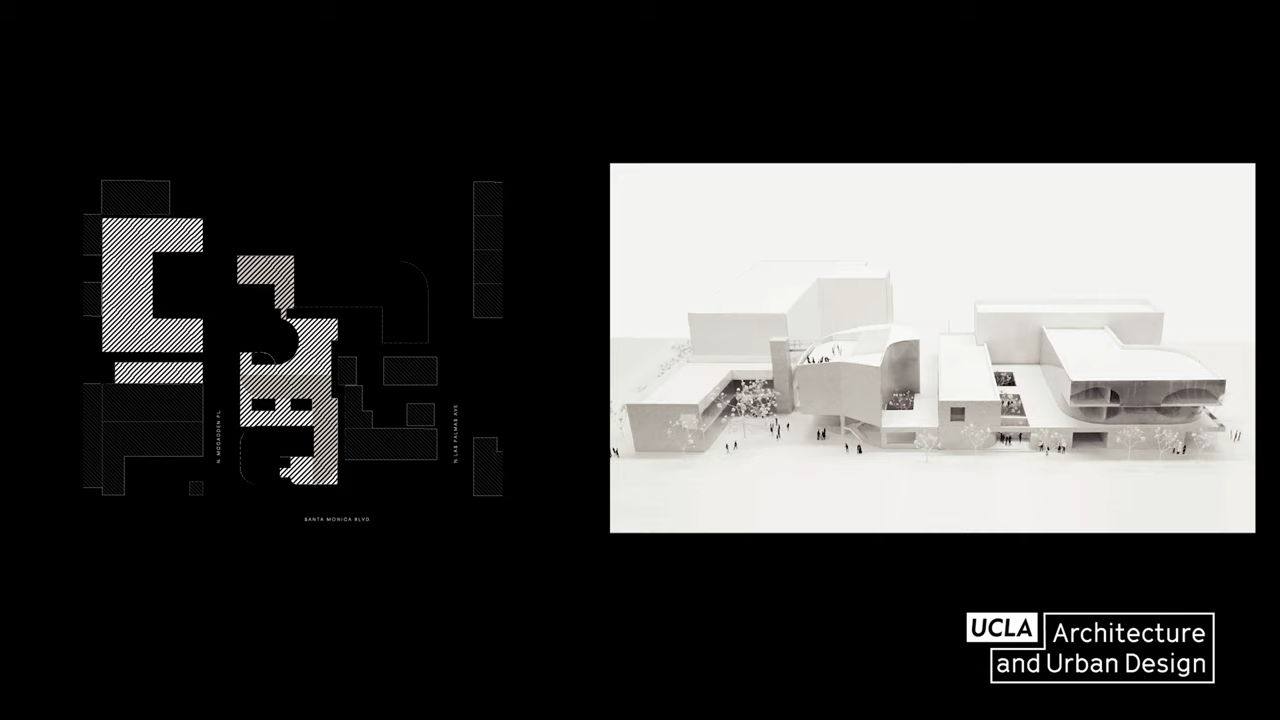 N. MCCADDEN PL.
N. LAS PALMAS AVE
SANTA MONICA BLVD.
UCLA Architecture
and Urban Design